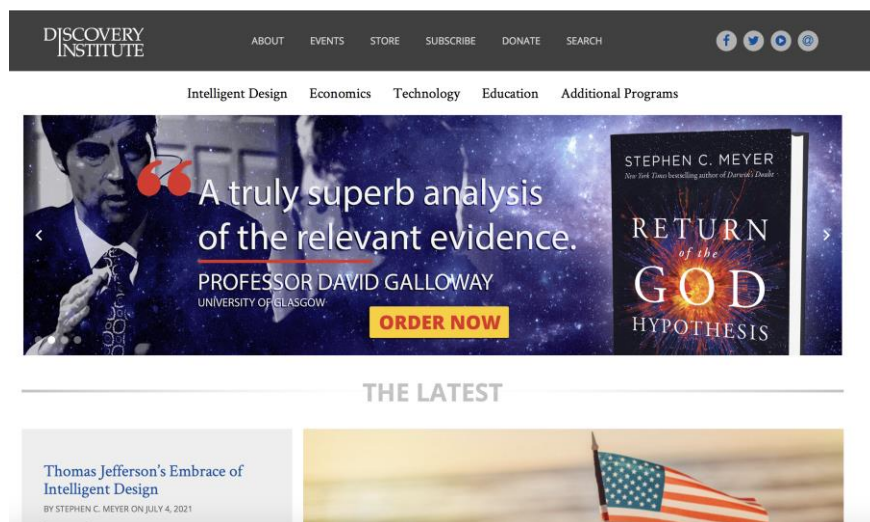 DISCOVERY
INSTITUTE
ABOUT EVENTS STORE SUBSCRIBE DONATE SEARCH
Intelligent Design Economics Technology Education Additional Programs
“
A truly superb analysis
of the relevant evidence.
PROFESSOR DAVID GALLOWAY
UNIVERSITY OF GLASGOW
ORDER NOW
STEPHEN C. MEYER
New York Times bestselling author of Darwin's Doubt
RETURN
of the
GOD
HYPOTHESIS
THE LATEST
Thomas Jefferson's Embrace of
Intelligent Design
BY STEPHEN C. MEYER ON JULY 4, 2021